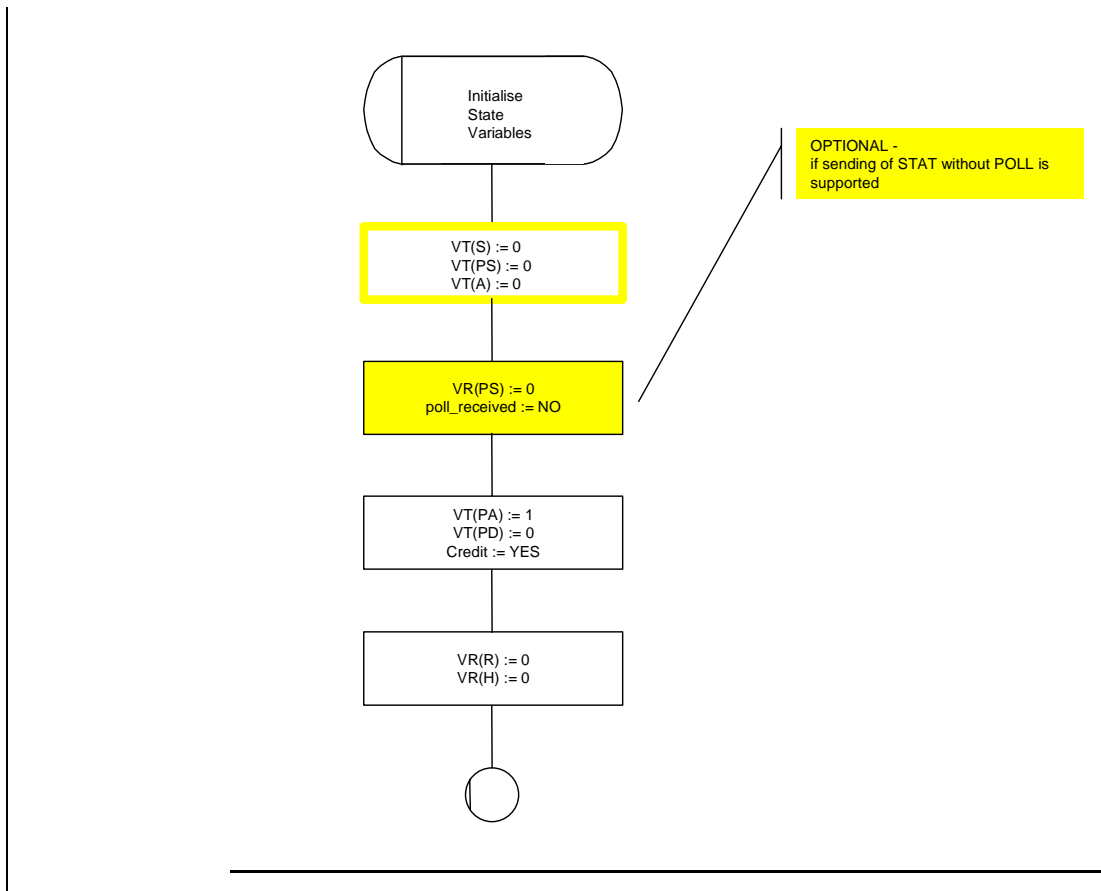 Initialise
State
Variables
OPTIONAL -
if sending of STAT without POLL is
supported
VT(S) := 0
VT(PS) := 0
VT(A) := 0
VR(PS) := 0
poll_received := NO
VT(PA) := 1
VT(PD) := 0
Credit := YES
VR(R) := 0
VR(H) := 0